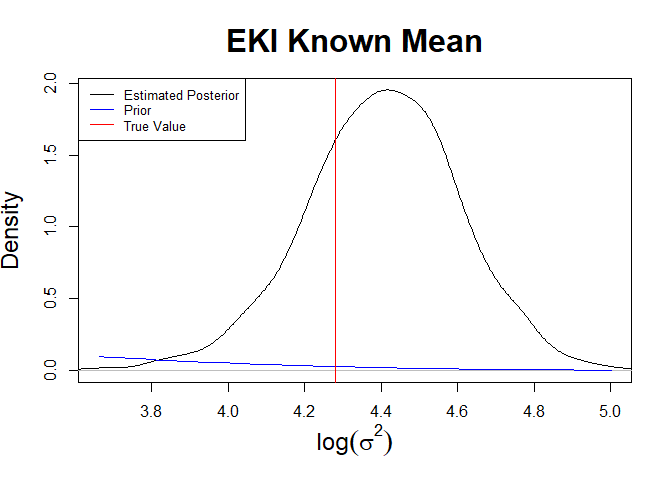 EKI Known Mean
Estimated Posterior
Prior
True Value
Density
0.0
0.5
1.0
1.5
2.0
3.8 4.0 4.2 4.4 4.6 4.8 5.0
log(σ²)